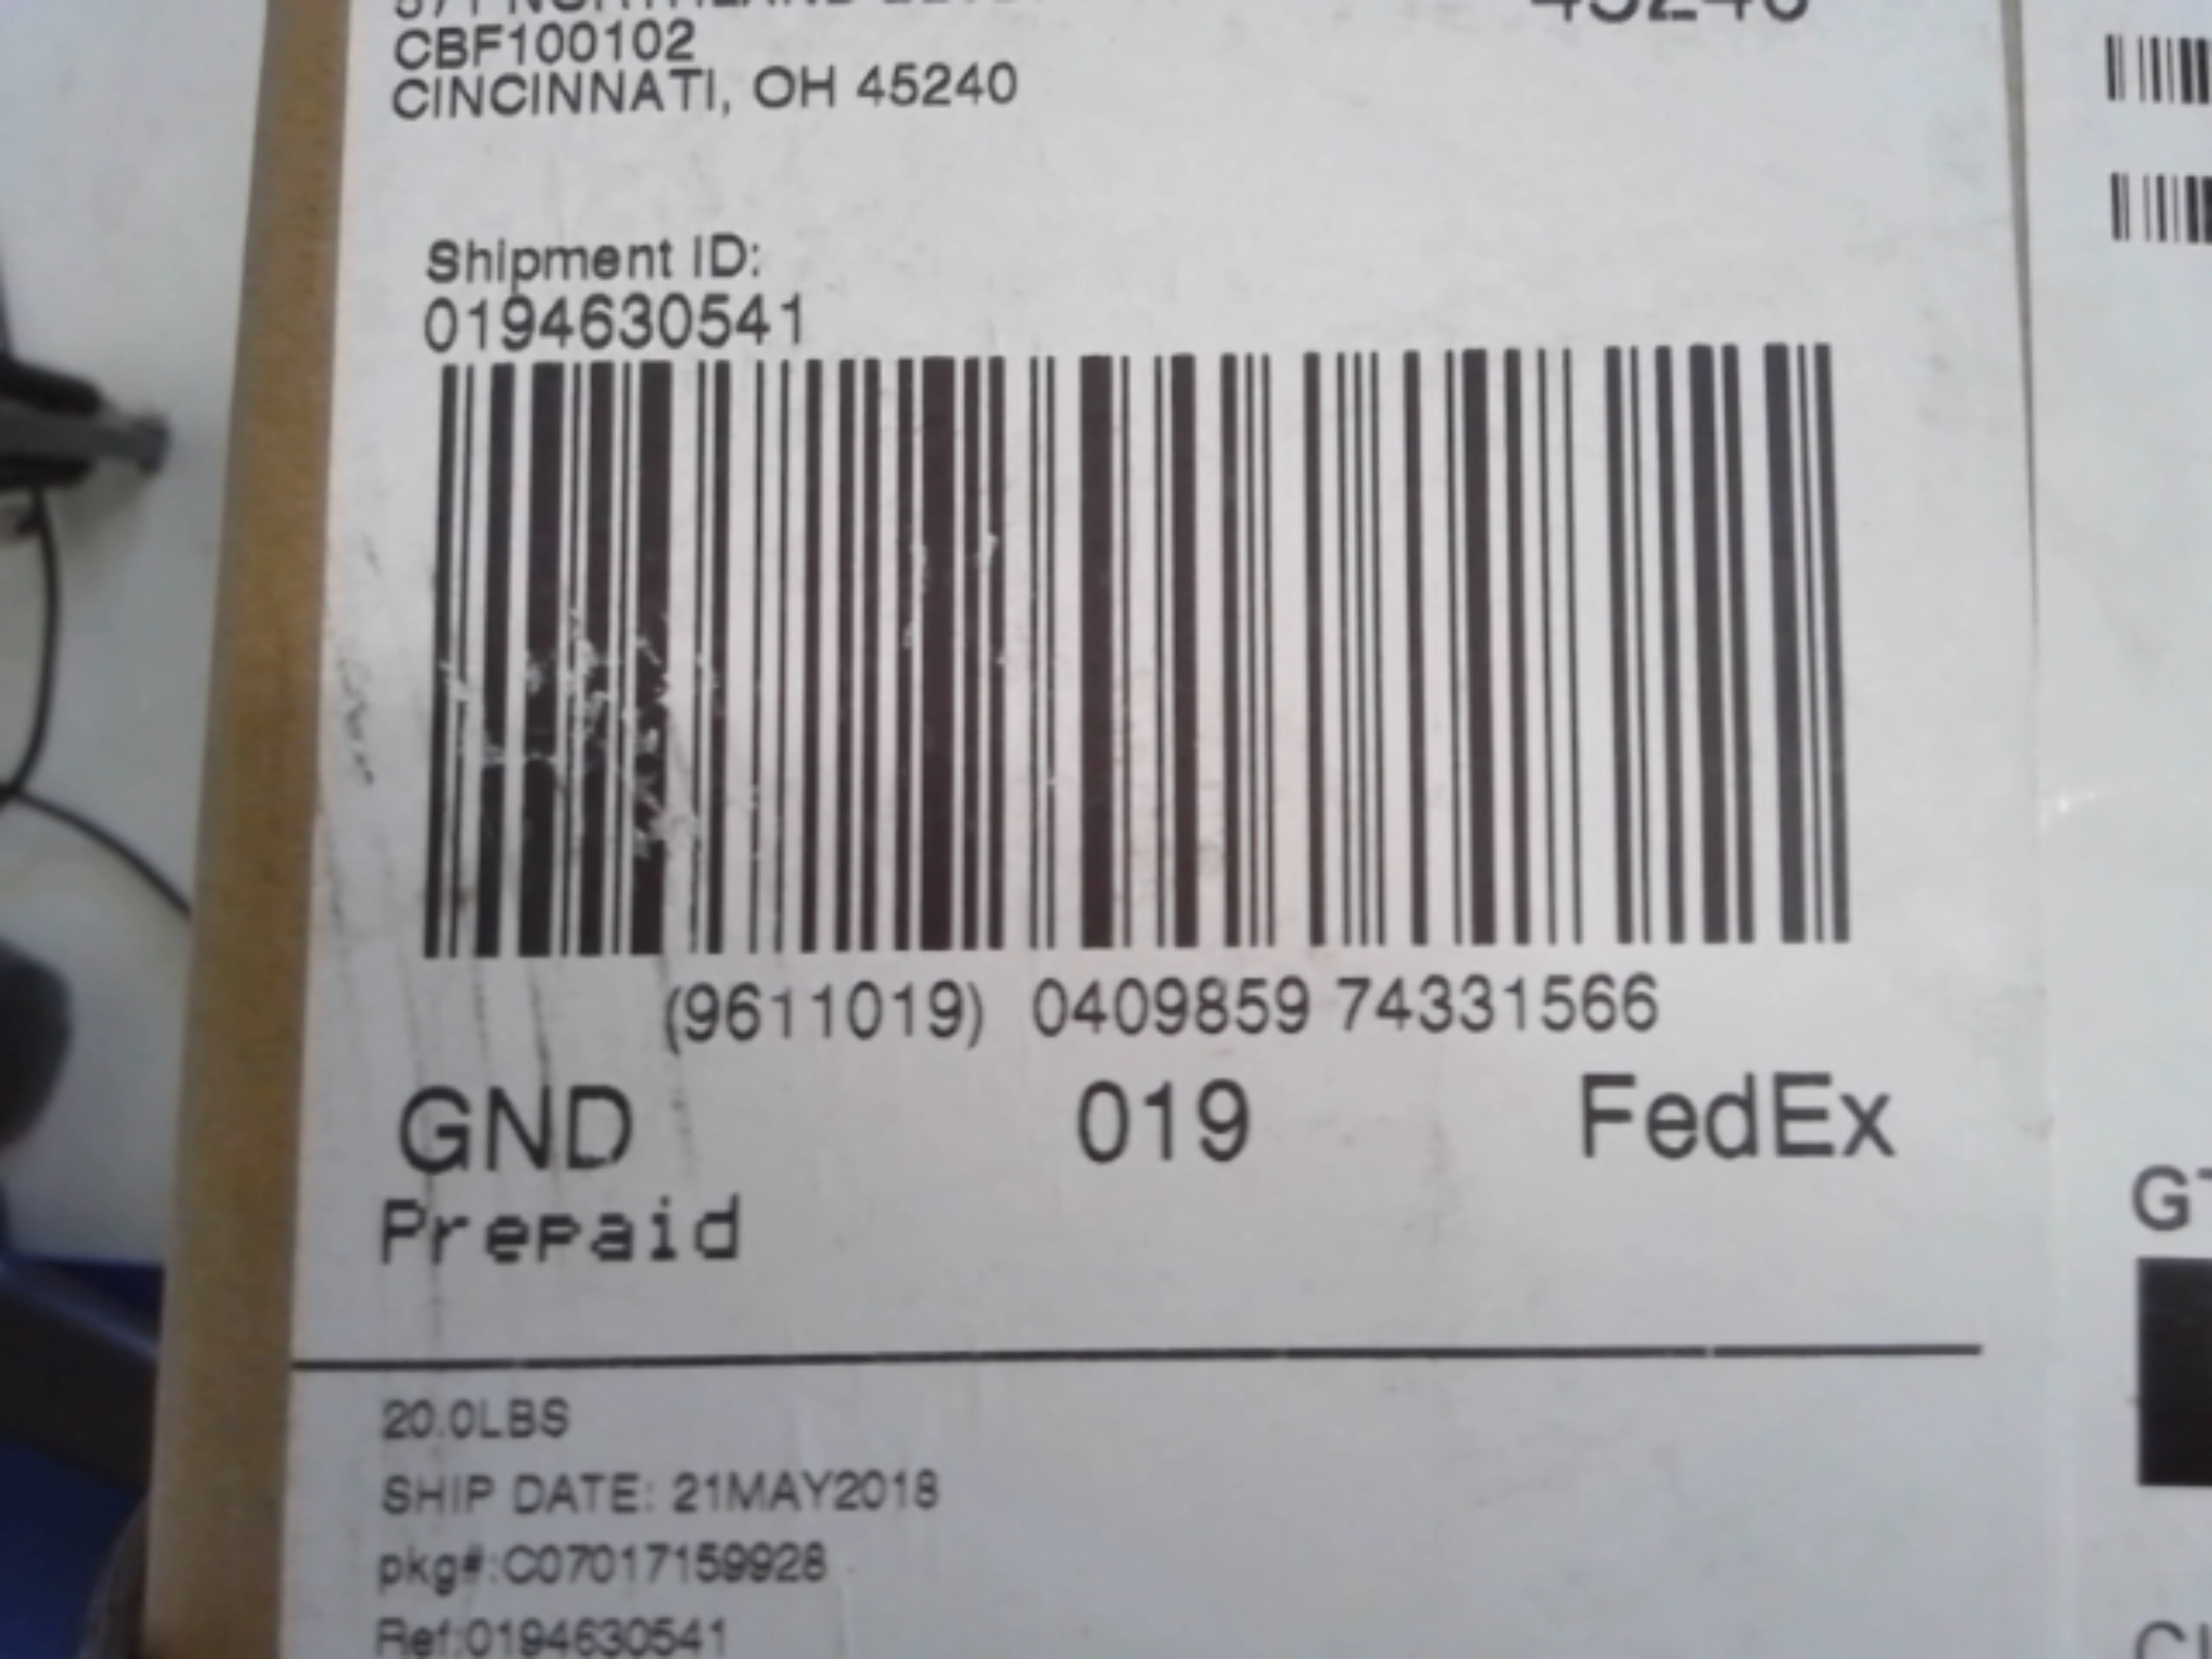 CBF100102
CINCINNATI, OH 45240
Shipment ID:
0194630541
(9611019) 0409859 74331566
GND 019 FedEx
Prepaid
20.0LBS
SHIP DATE: 21MAY2018
pkg#:C07017159928
Ref:0194630541